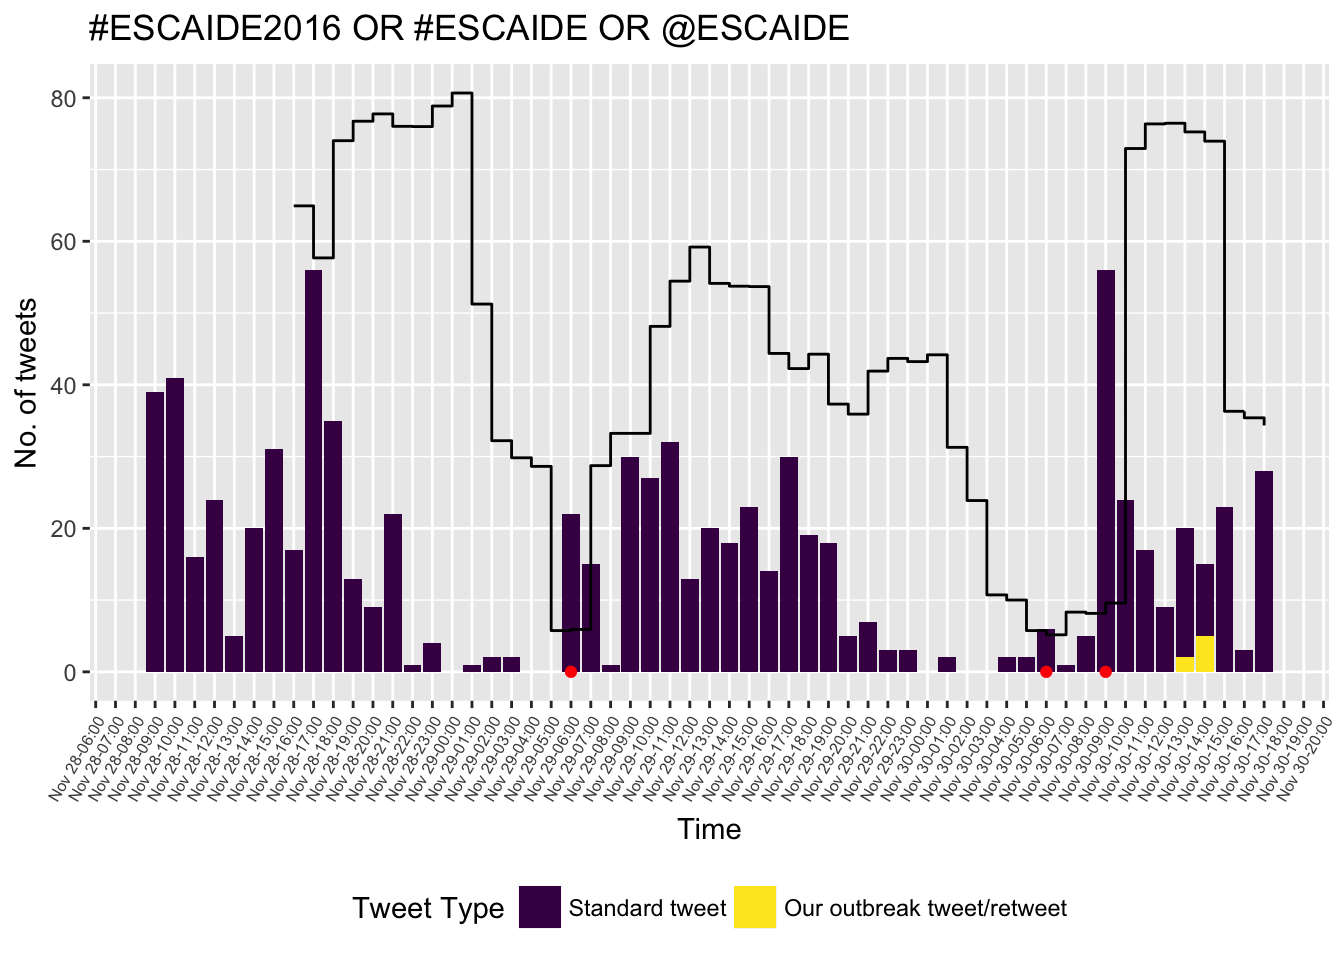 #ESCAIDE2016 OR #ESCAIDE OR @ESCAIDE
No. of tweets
80
60
40
20
0
Nov 28-06:00
Nov 28-07:00
Nov 28-08:00
Nov 28-09:00
Nov 28-10:00
Nov 28-11:00
Nov 28-12:00
Nov 28-13:00
Nov 28-14:00
Nov 28-15:00
Nov 28-16:00
Nov 28-17:00
Nov 28-18:00
Nov 28-19:00
Nov 28-20:00
Nov 28-21:00
Nov 28-22:00
Nov 28-23:00
Nov 29-00:00
Nov 29-01:00
Nov 29-02:00
Nov 29-03:00
Nov 29-04:00
Nov 29-05:00
Nov 29-06:00
Nov 29-07:00
Nov 29-08:00
Nov 29-09:00
Nov 29-10:00
Nov 29-11:00
Nov 29-12:00
Nov 29-13:00
Nov 29-14:00
Nov 29-15:00
Nov 29-16:00
Nov 29-17:00
Nov 29-18:00
Nov 29-19:00
Nov 29-20:00
Nov 29-21:00
Nov 29-22:00
Nov 29-23:00
Nov 30-00:00
Nov 30-01:00
Nov 30-02:00
Nov 30-03:00
Nov 30-04:00
Nov 30-05:00
Nov 30-06:00
Nov 30-07:00
Nov 30-08:00
Nov 30-09:00
Nov 30-10:00
Nov 30-11:00
Nov 30-12:00
Nov 30-13:00
Nov 30-14:00
Nov 30-15:00
Nov 30-16:00
Nov 30-17:00
Nov 30-18:00
Nov 30-19:00
Nov 30-20:00
Time
Tweet Type
Standard tweet
Our outbreak tweet/retweet